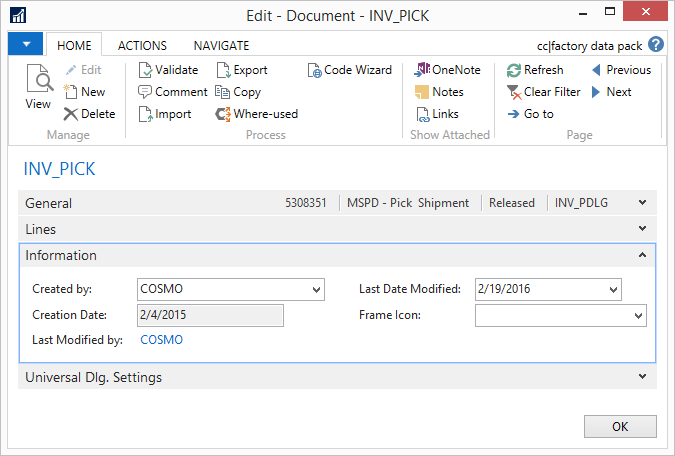 Edit - Document - INV_PICK
HOME ACTIONS NAVIGATE cc|factory data pack ?
View
Edit
New
Delete
Manage
Validate Export Code Wizard
Comment Copy
Import Where-used
Process
OneNote
Notes
Links
Show Attached
Refresh Previous
Clear Filter Next
Go to
Page
INV_PICK
General 5308351 MSPD - Pick Shipment Released INV_PDLG
Lines
Information
Created by: COSMO Last Date Modified: 2/19/2016
Creation Date: 2/4/2015 Frame Icon:
Last Modified by: COSMO
Universal Dlg. Settings
OK